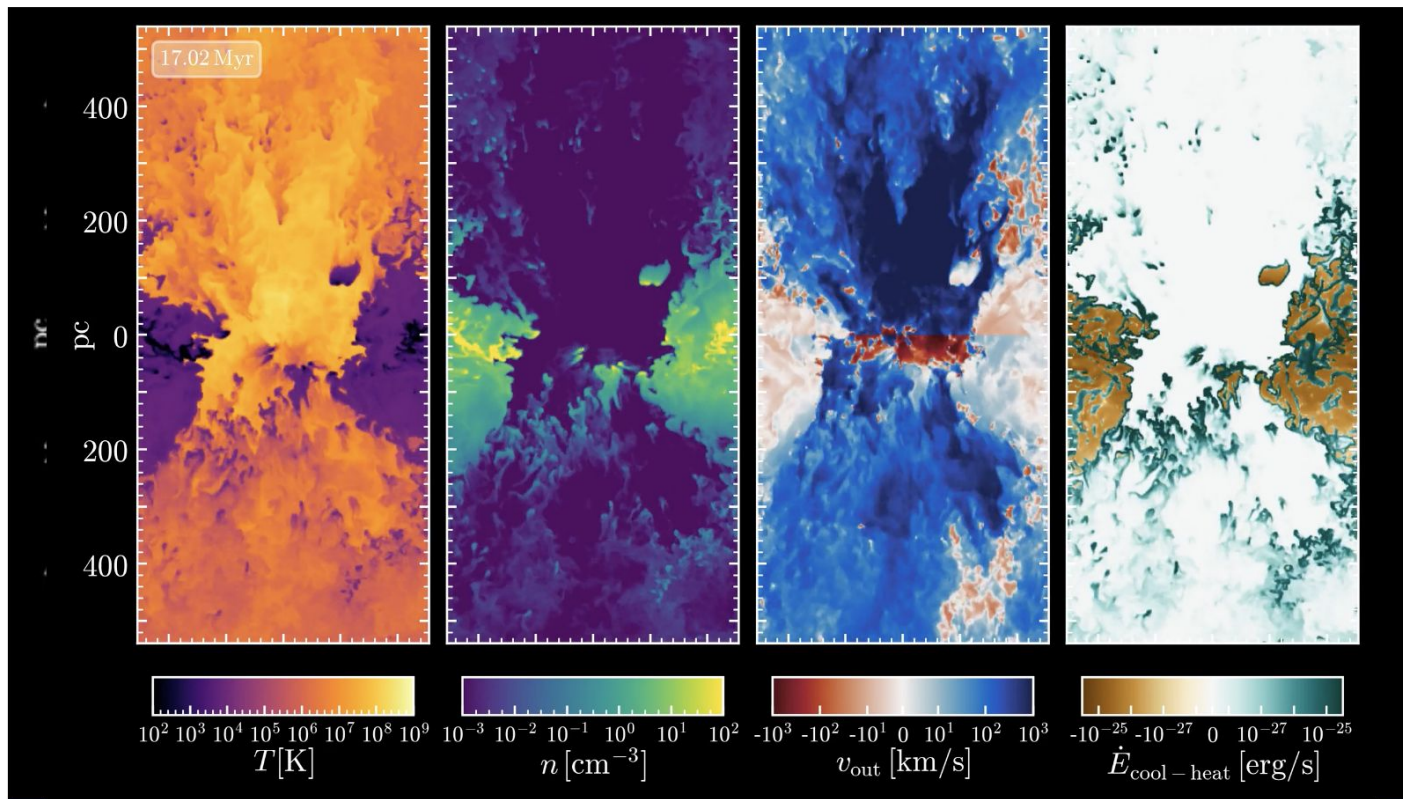 17.02 Myr
400
200
0
200
400
pc
pc
10² 10³ 10⁴ 10⁵ 10⁶ 10⁷ 10⁸ 10⁹
T [K]
10⁻³ 10⁻² 10⁻¹ 10⁰ 10¹ 10²
n [cm⁻³]
-10³ -10² -10¹ 0 10¹ 10² 10³
v_out [km/s]
-10⁻²⁵ -10⁻²⁷ 0 10⁻²⁷ 10⁻²⁵
Ė_cool−heat [erg/s]